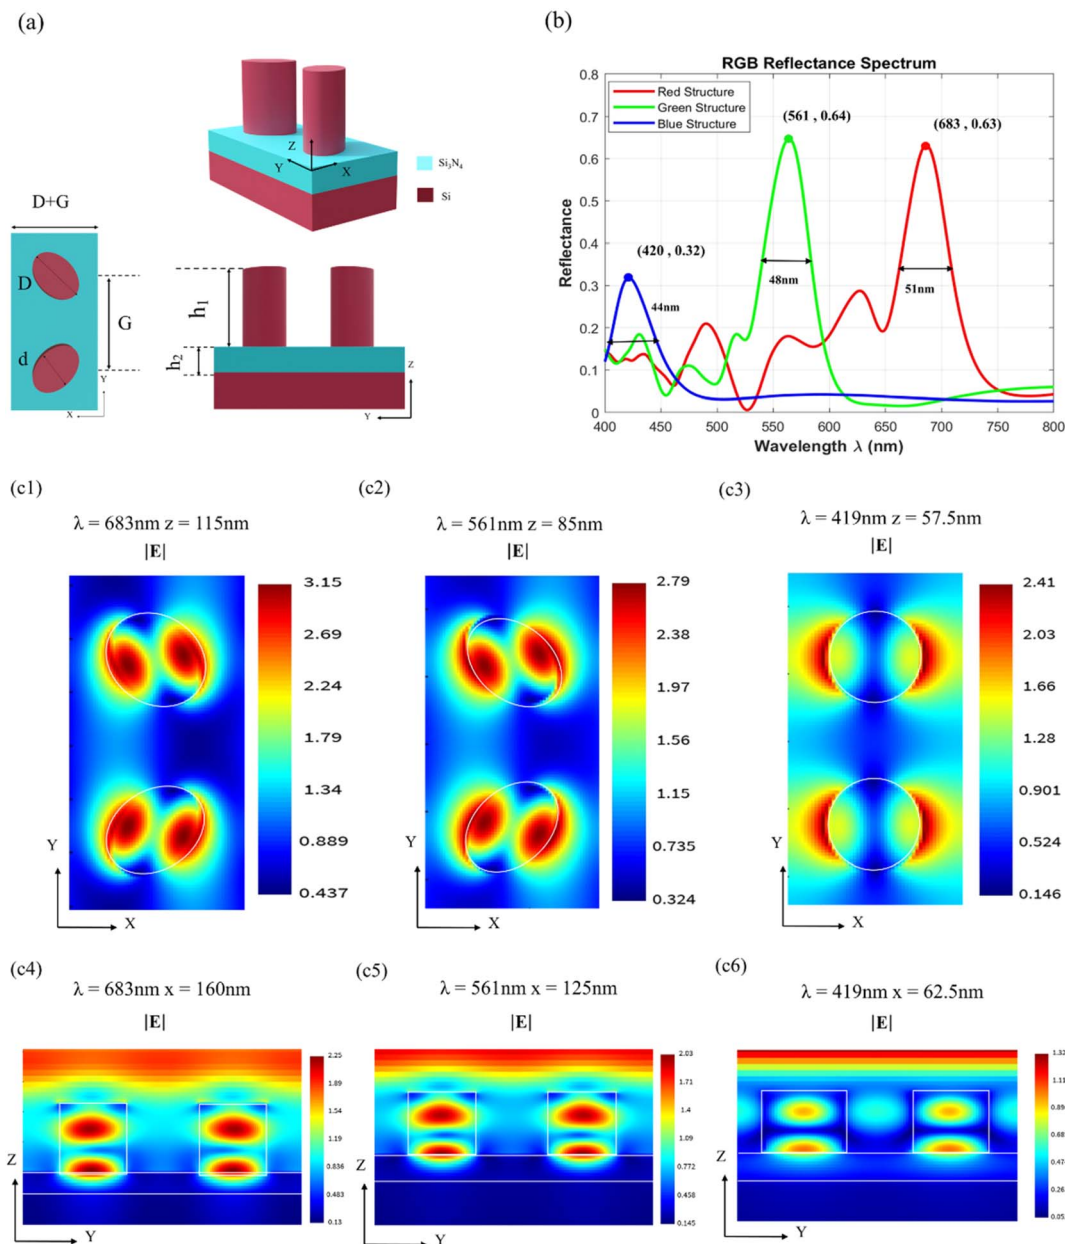 (a)
Z
Y
X
Si₃N₄
Si
D+G
D
G
d
Y
X
h₁
h₂
Z
Y
(b)
RGB Reflectance Spectrum
Red Structure
Green Structure
Blue Structure
(561 , 0.64)
(683 , 0.63)
(420 , 0.32)
44nm
48nm
51nm
Reflectance
0.8
0.7
0.6
0.5
0.4
0.3
0.2
0.1
0
400 450 500 550 600 650 700 750 800
Wavelength λ (nm)
(c1)
λ = 683nm z = 115nm
|E|
3.15
2.69
2.24
1.79
1.34
0.889
0.437
Y
X
(c2)
λ = 561nm z = 85nm
|E|
2.79
2.38
1.97
1.56
1.15
0.735
0.324
Y
X
(c3)
λ = 419nm z = 57.5nm
|E|
2.41
2.03
1.66
1.28
0.901
0.524
0.146
Y
X
(c4)
λ = 683nm x = 160nm
|E|
2.25
1.89
1.54
1.19
0.836
0.483
0.13
Z
Y
(c5)
λ = 561nm x = 125nm
|E|
2.03
1.71
1.4
1.09
0.772
0.458
0.145
Z
Y
(c6)
λ = 419nm x = 62.5nm
|E|
1.32
1.11
0.89
0.68
0.47
0.26
0.05
Z
Y